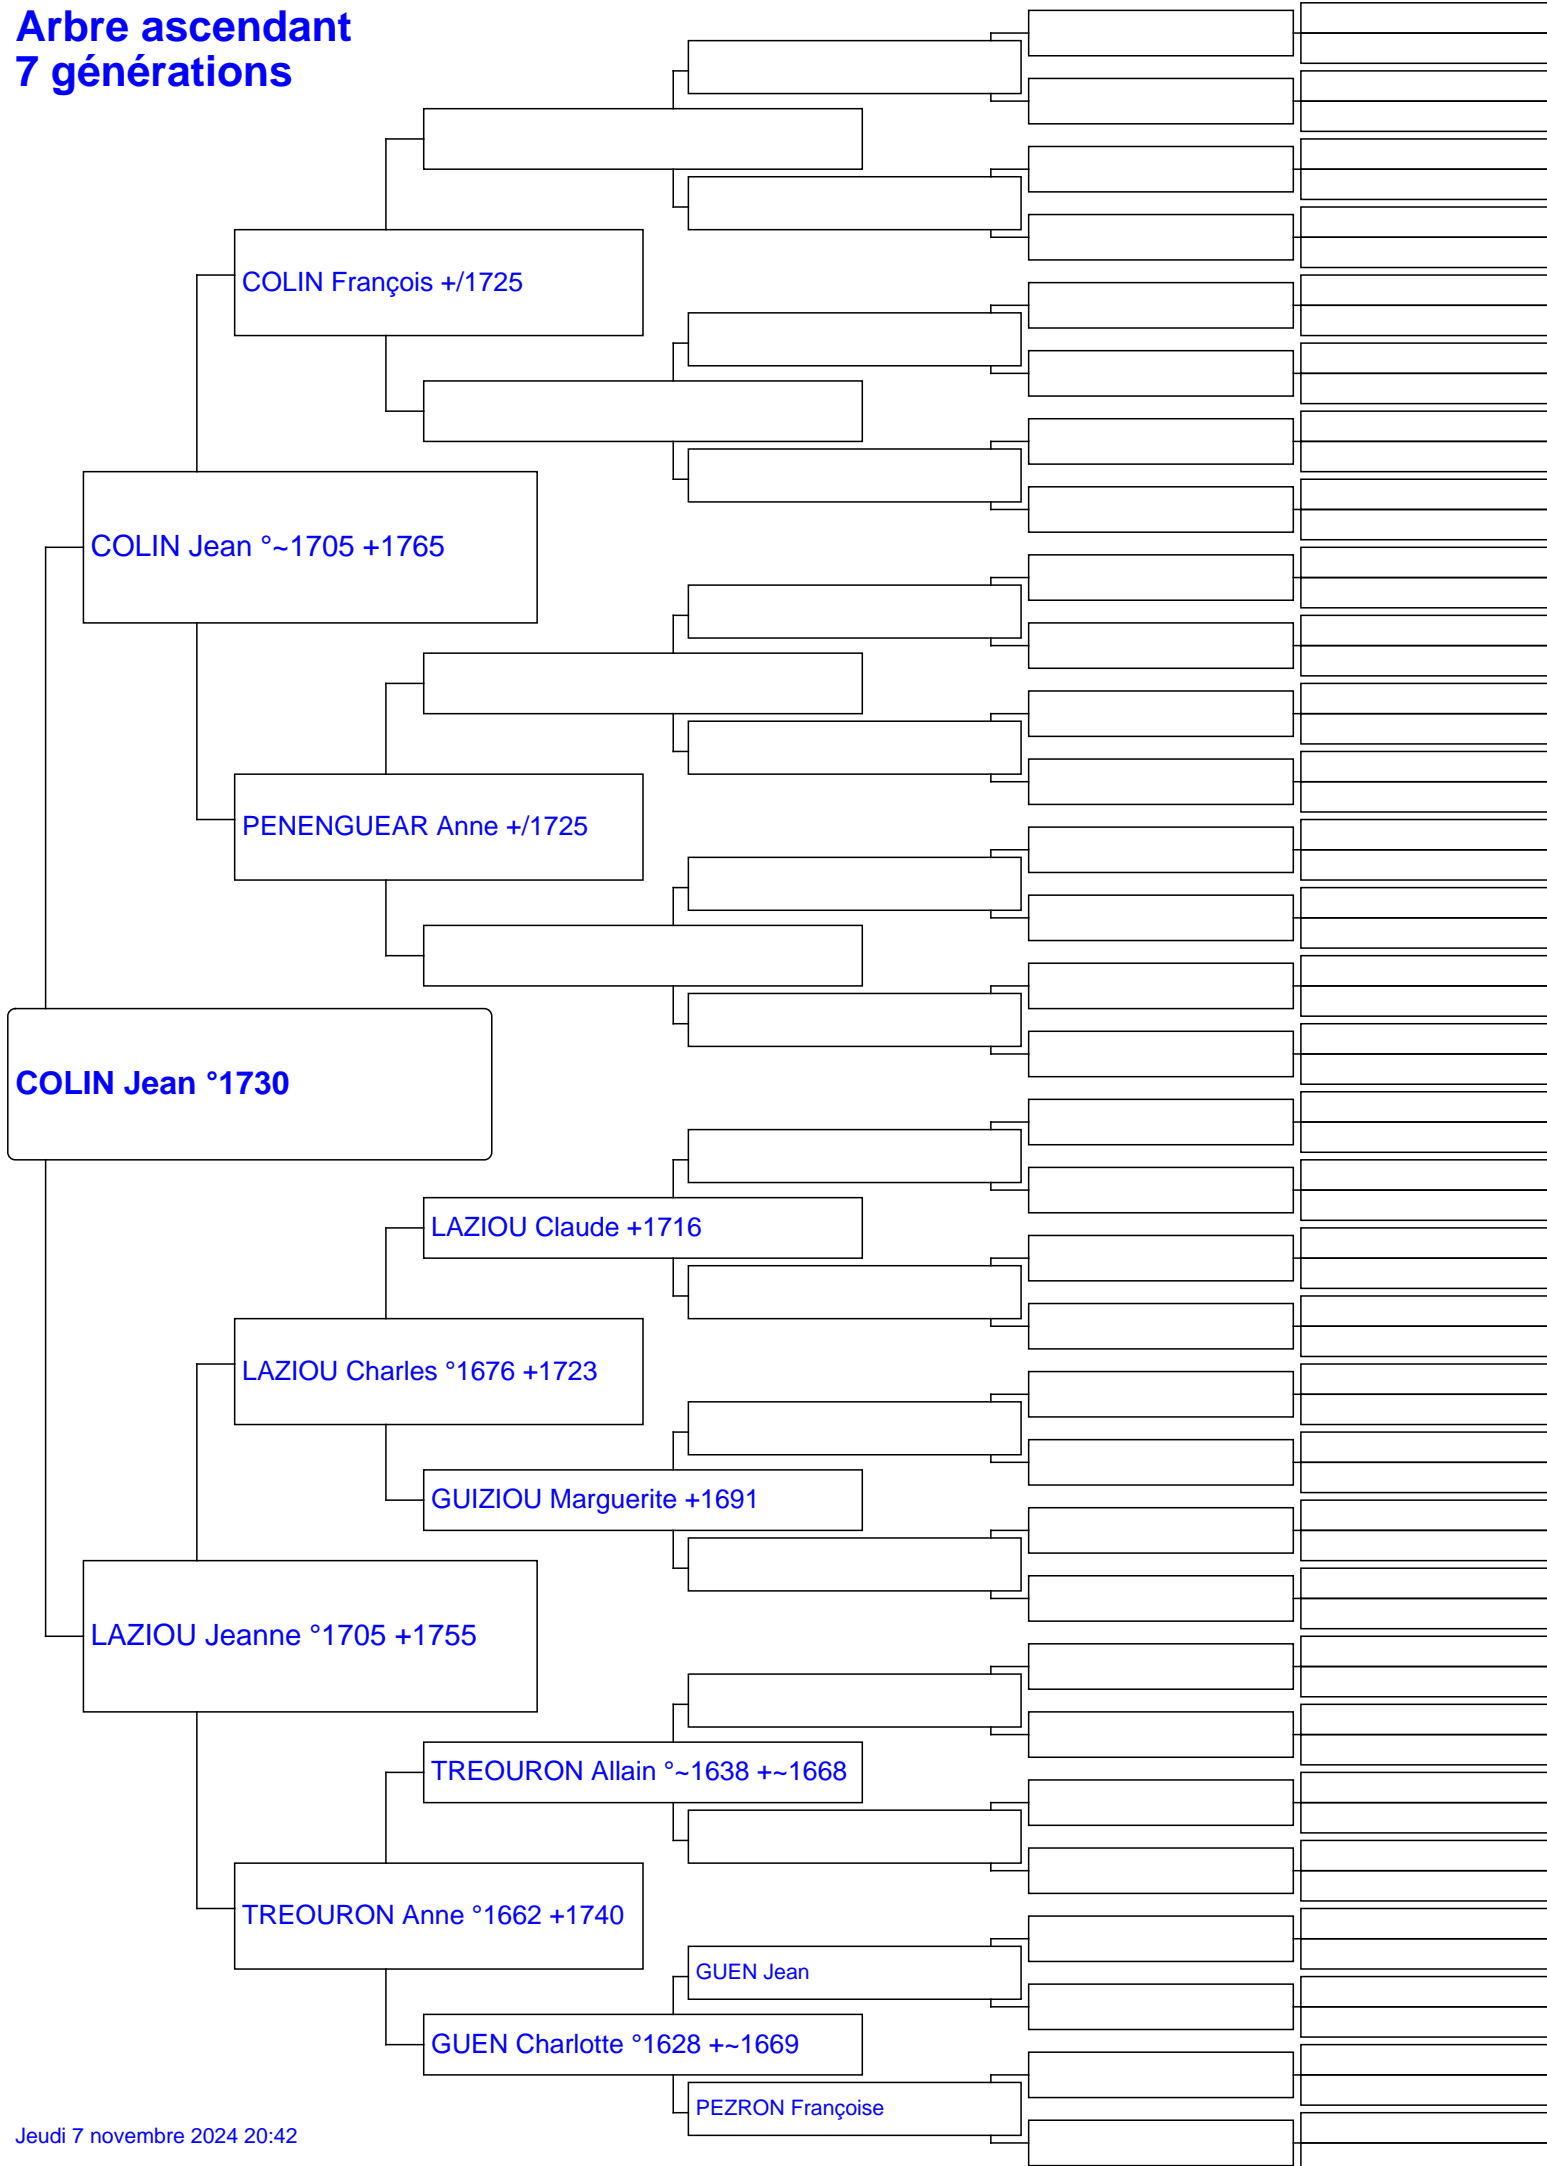 Arbre ascendant
7 générations
COLIN François +/1725
COLIN Jean °~1705 +1765
PENENGUEAR Anne +/1725
COLIN Jean °1730
LAZIOU Claude +1716
LAZIOU Charles °1676 +1723
GUIZIOU Marguerite +1691
LAZIOU Jeanne °1705 +1755
TREOURON Allain °~1638 +~1668
TREOURON Anne °1662 +1740
GUEN Jean
GUEN Charlotte °1628 +~1669
PEZRON Françoise
Jeudi 7 novembre 2024 20:42